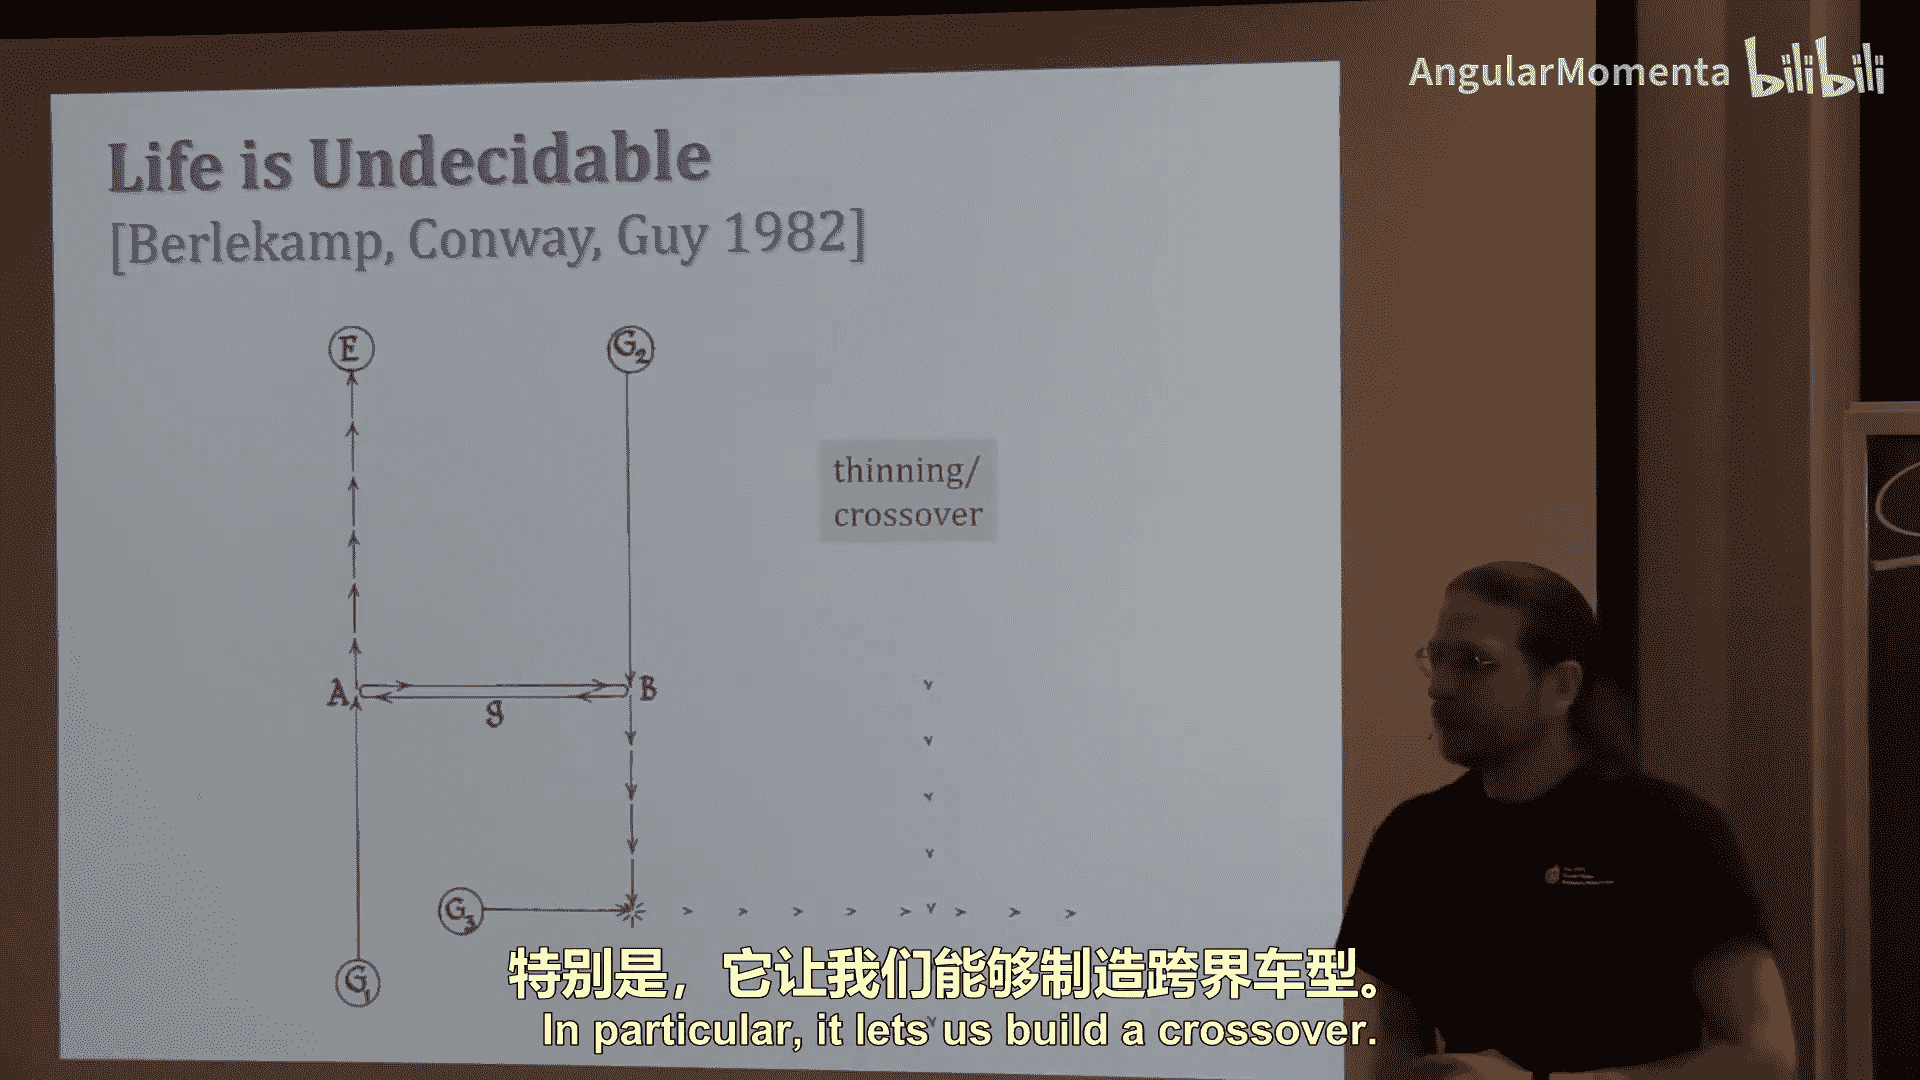 AngularMomenta bilibili
Life is Undecidable
[Berlekamp, Conway, Guy 1982]
E
G2
thinning/
crossover
A
B
g
G3
G1
特别是，它让我们能够制造跨界车型。
In particular, it lets us build a crossover.